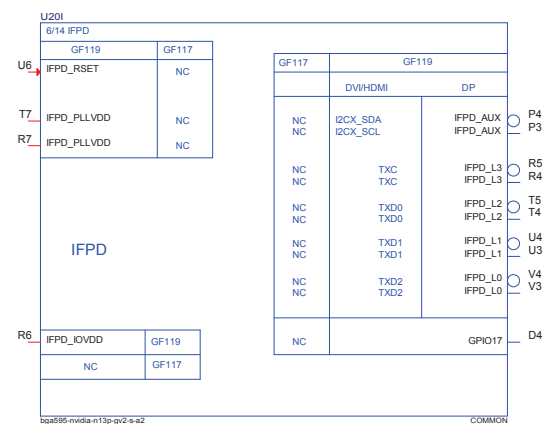 U20I
6/14 IFPD
GF119 GF117
U6 IFPD_RSET NC
T7 IFPD_PLLVDD NC
R7 IFPD_PLLVDD NC
GF117 GF119
DVI/HDMI DP
NC I2CX_SDA IFPD_AUX P4
NC I2CX_SCL IFPD_AUX P3
NC TXC IFPD_L3 R5
NC TXC IFPD_L3 R4
NC TXD0 IFPD_L2 T5
NC TXD0 IFPD_L2 T4
NC TXD1 IFPD_L1 U4
NC TXD1 IFPD_L1 U3
NC TXD2 IFPD_L0 V4
NC TXD2 IFPD_L0 V3
IFPD
R6 IFPD_IOVDD GF119
NC GF117
NC GPIO17 D4
bga595-nvidia-n13p-gv2-s-a2 COMMON